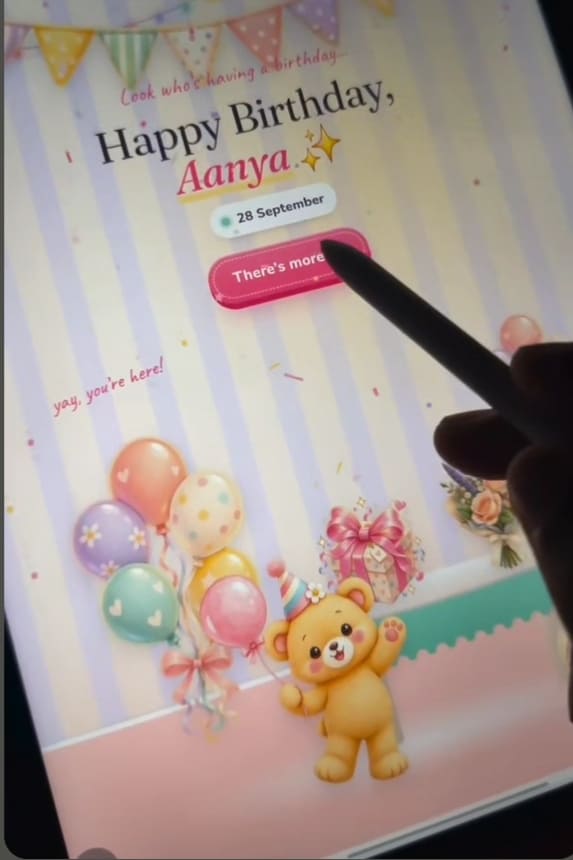 Look who's having a birthday...
Happy Birthday,
Aanya
28 September
There's more
yay, you're here!